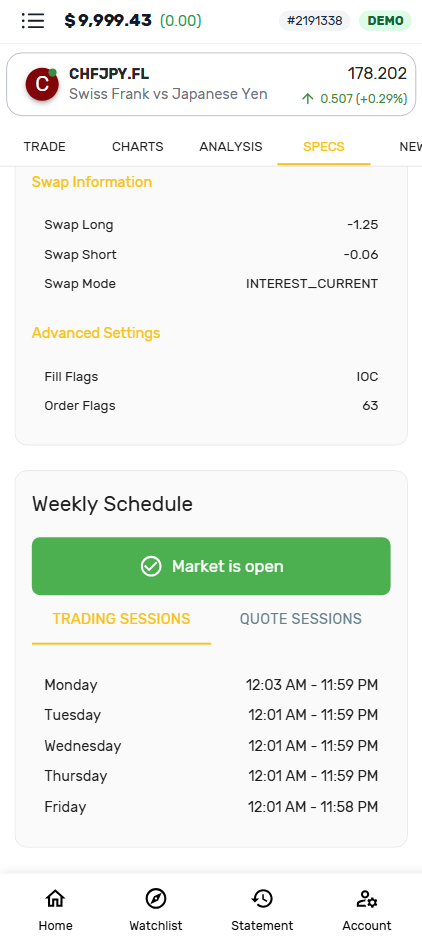 $ 9,999.43 (0.00) #2191338 DEMO
C CHFJPY.FL 178.202
Swiss Frank vs Japanese Yen 0.507 (+0.29%)
TRADE CHARTS ANALYSIS SPECS NEW
Swap Information
Swap Long -1.25
Swap Short -0.06
Swap Mode INTEREST_CURRENT
Advanced Settings
Fill Flags IOC
Order Flags 63
Weekly Schedule
Market is open
TRADING SESSIONS QUOTE SESSIONS
Monday 12:03 AM - 11:59 PM
Tuesday 12:01 AM - 11:59 PM
Wednesday 12:01 AM - 11:59 PM
Thursday 12:01 AM - 11:59 PM
Friday 12:01 AM - 11:58 PM
Home Watchlist Statement Account